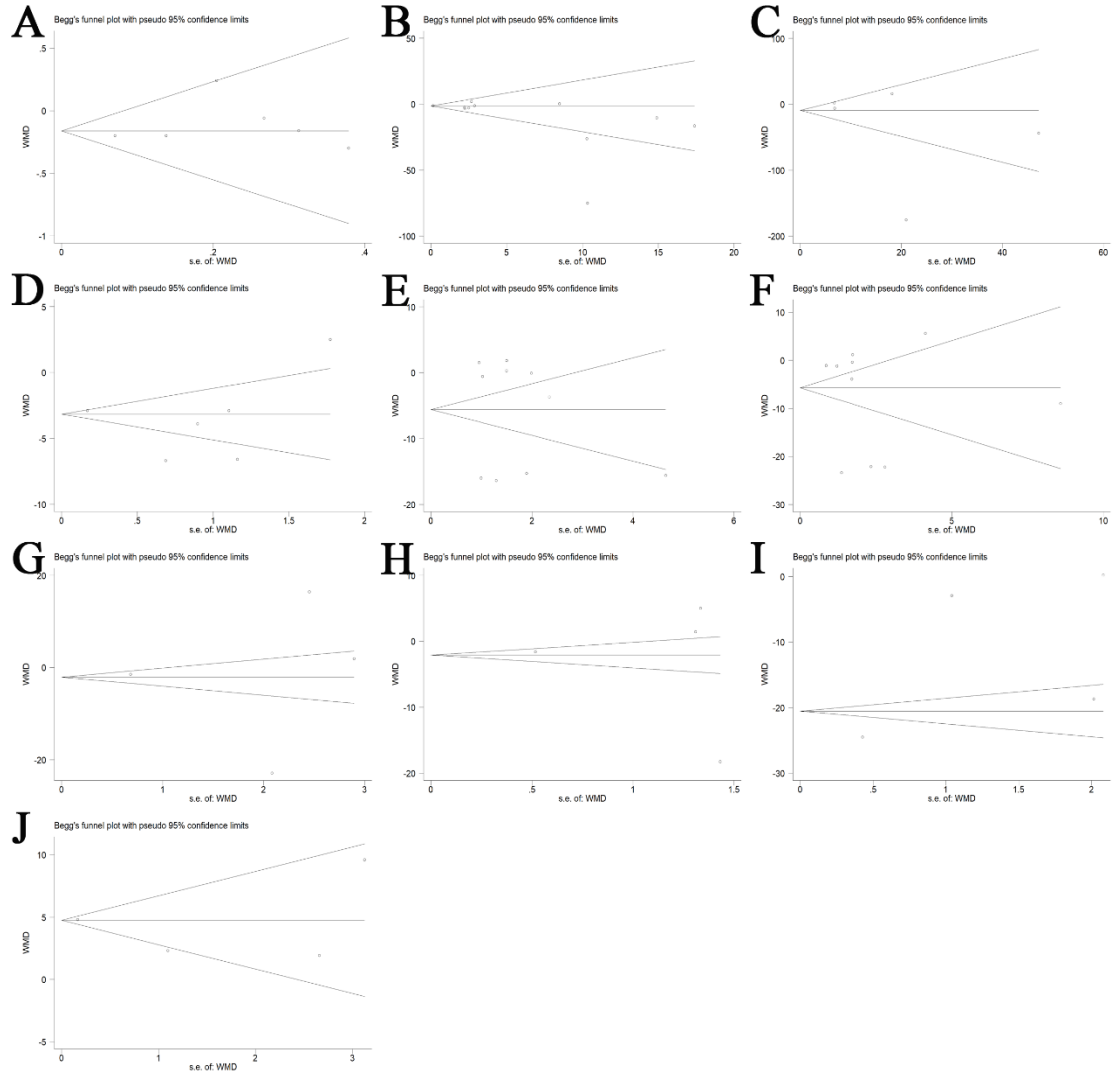 A
Begg's funnel plot with pseudo 95% confidence limits
.5
0
-.5
-1
WMD
0 .2 .4
s.e. of: WMD
B
Begg's funnel plot with pseudo 95% confidence limits
50
0
-50
-100
WMD
0 5 10 15 20
s.e. of: WMD
C
Begg's funnel plot with pseudo 95% confidence limits
100
0
-100
-200
WMD
0 20 40 60
s.e. of: WMD
D
Begg's funnel plot with pseudo 95% confidence limits
5
0
-5
-10
WMD
0 .5 1 1.5 2
s.e. of: WMD
E
Begg's funnel plot with pseudo 95% confidence limits
10
0
-10
-20
WMD
0 2 4 6
s.e. of: WMD
F
Begg's funnel plot with pseudo 95% confidence limits
10
0
-10
-20
-30
WMD
0 5 10
s.e. of: WMD
G
Begg's funnel plot with pseudo 95% confidence limits
20
0
-20
WMD
0 1 2 3
s.e. of: WMD
H
Begg's funnel plot with pseudo 95% confidence limits
10
0
-10
-20
WMD
0 .5 1 1.5
s.e. of: WMD
I
Begg's funnel plot with pseudo 95% confidence limits
0
-10
-20
-30
WMD
0 .5 1 1.5 2
s.e. of: WMD
J
Begg's funnel plot with pseudo 95% confidence limits
10
5
0
-5
WMD
0 1 2 3
s.e. of: WMD